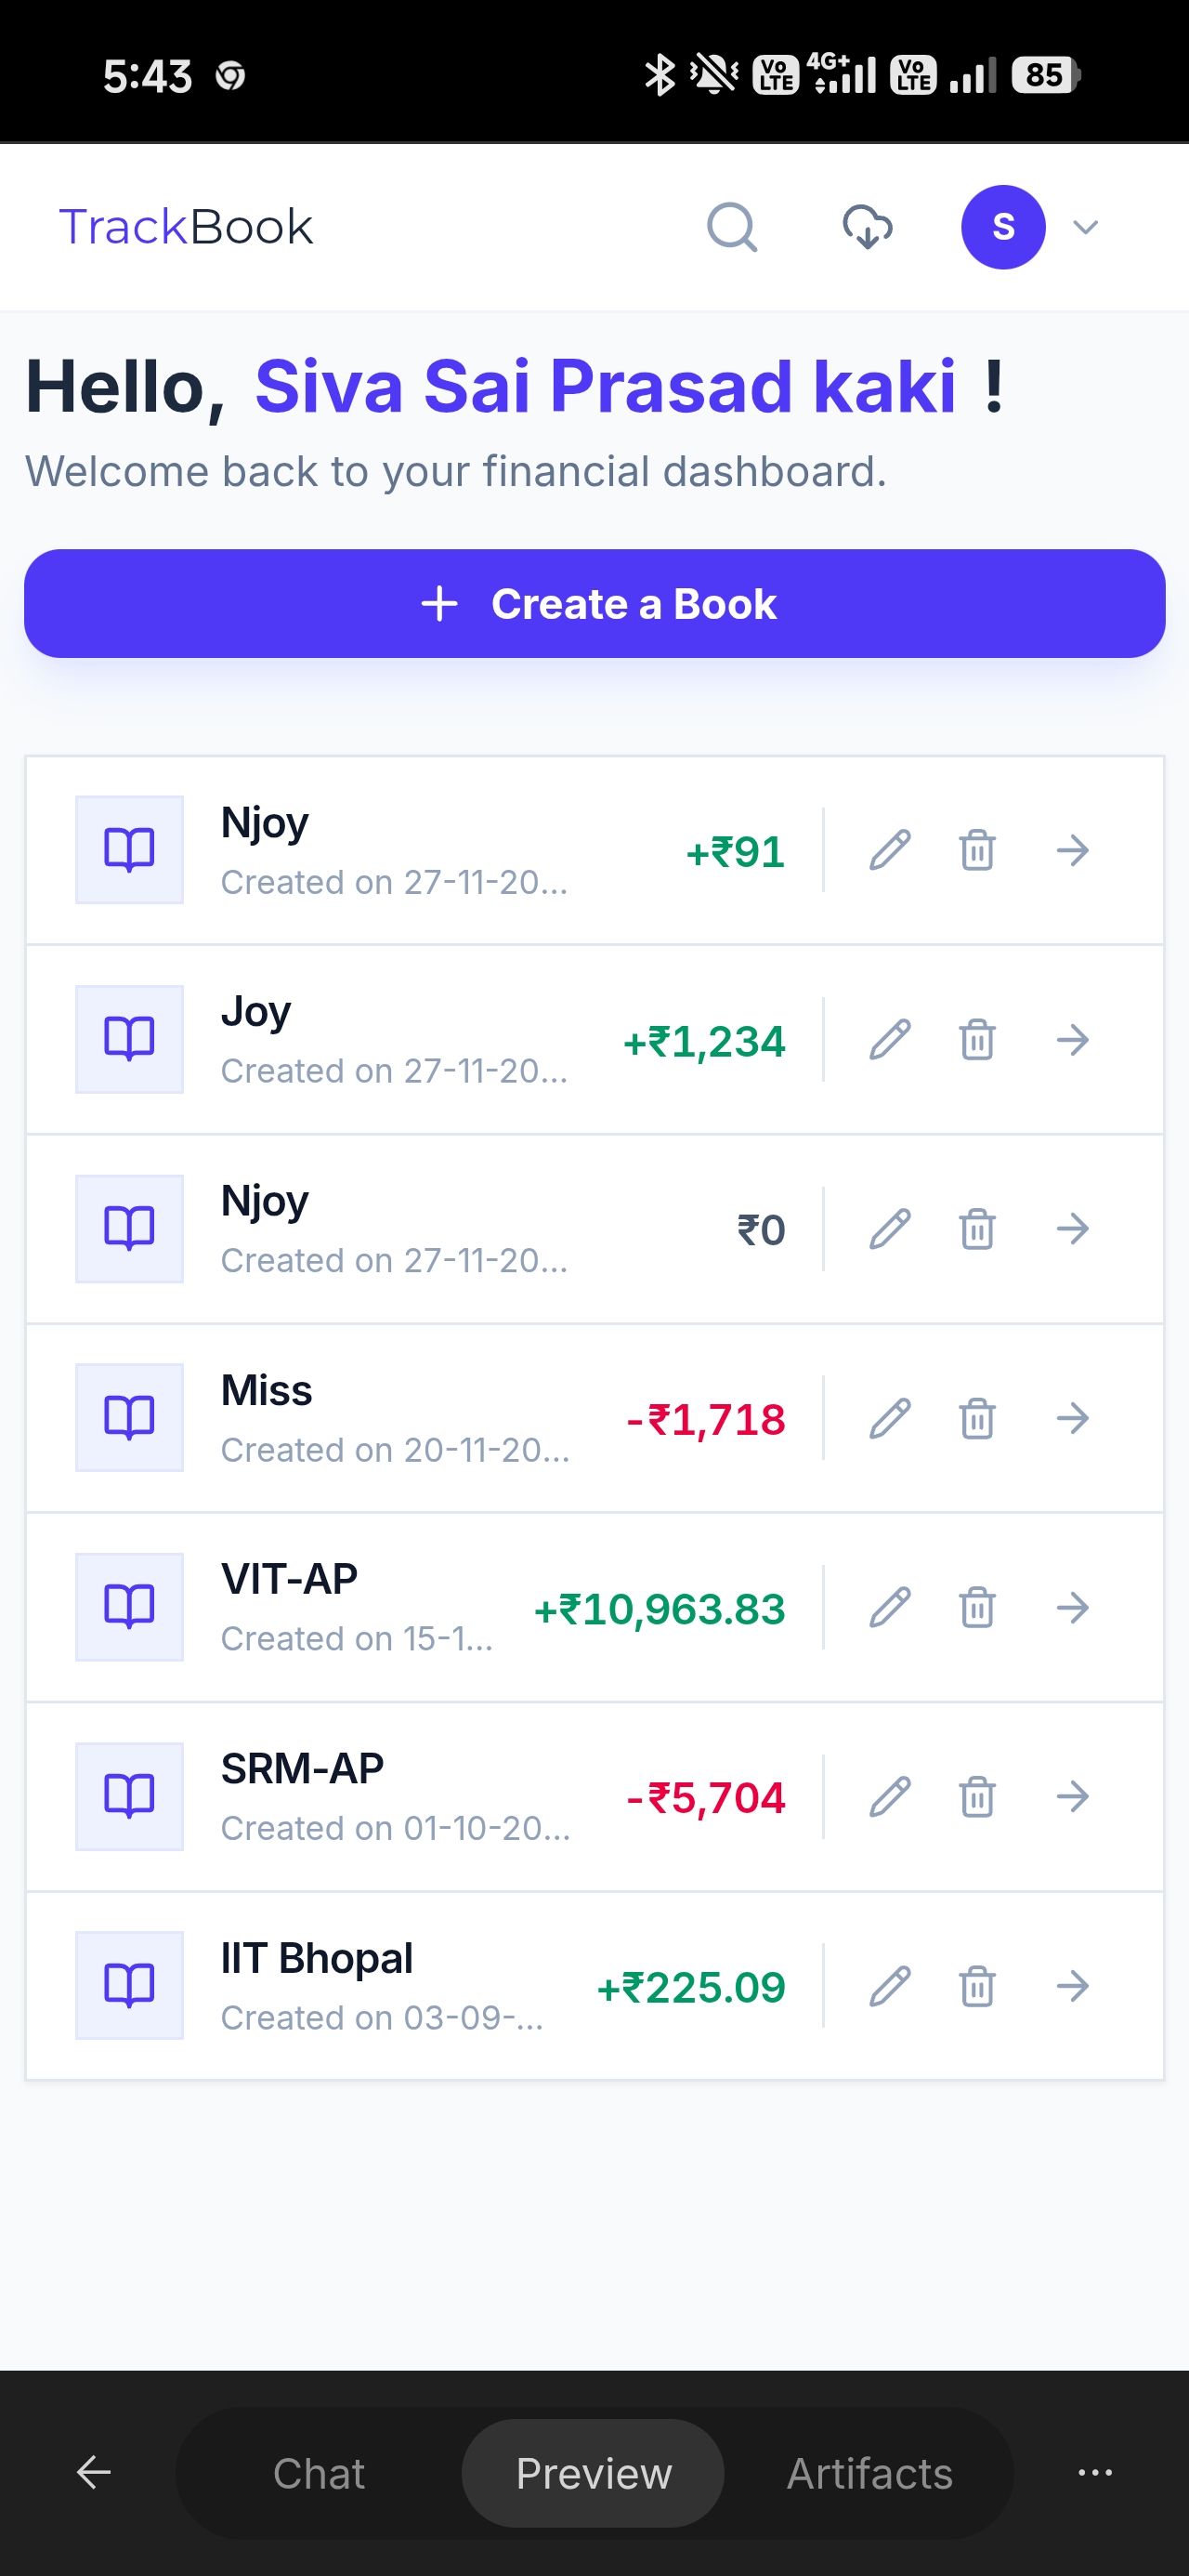 5:43
Vo LTE 4G+ Vo LTE 85
TrackBook
S
Hello, Siva Sai Prasad kaki !
Welcome back to your financial dashboard.
+ Create a Book
Njoy
Created on 27-11-20...
+₹91
Joy
Created on 27-11-20...
+₹1,234
Njoy
Created on 27-11-20...
₹0
Miss
Created on 20-11-20...
-₹1,718
VIT-AP
Created on 15-1...
+₹10,963.83
SRM-AP
Created on 01-10-20...
-₹5,704
IIT Bhopal
Created on 03-09-...
+₹225.09
Chat Preview Artifacts